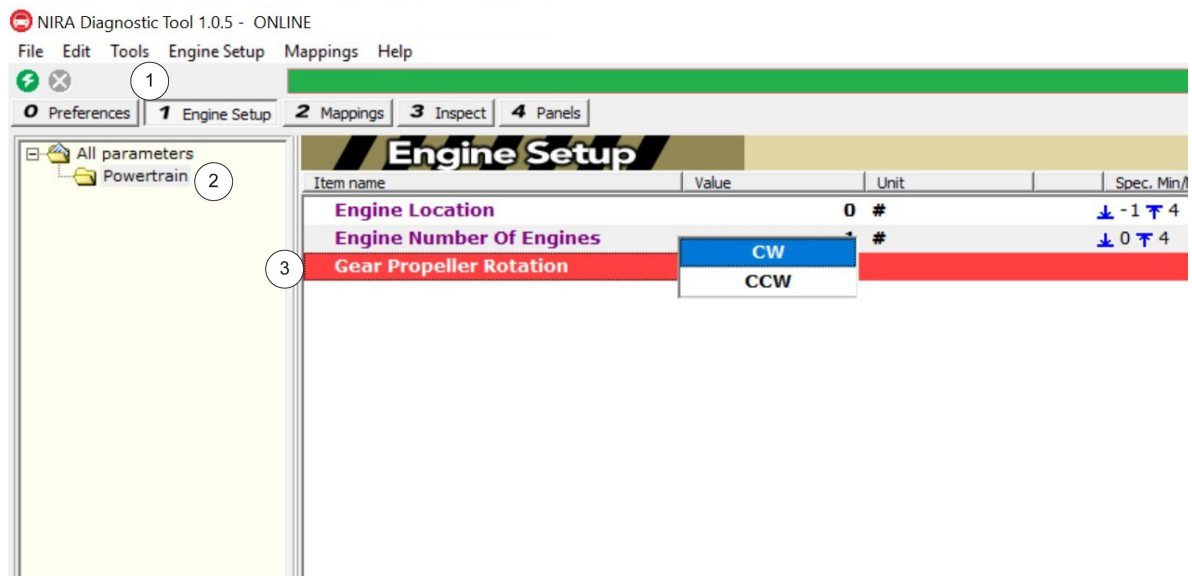 NIRA Diagnostic Tool 1.0.5 - ONLINE
File Edit Tools Engine Setup Mappings Help
1
0 Preferences 1 Engine Setup 2 Mappings 3 Inspect 4 Panels
All parameters
Powertrain 2
Engine Setup
Item name Value Unit Spec. Min/
Engine Location 0 # -1 4
Engine Number Of Engines 1 # 0 4
3 Gear Propeller Rotation
CW
CCW